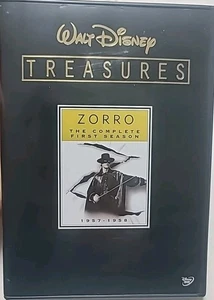 WALT DISNEY
TREASURES
ZORRO
THE COMPLETE
FIRST SEASON
1957-1958